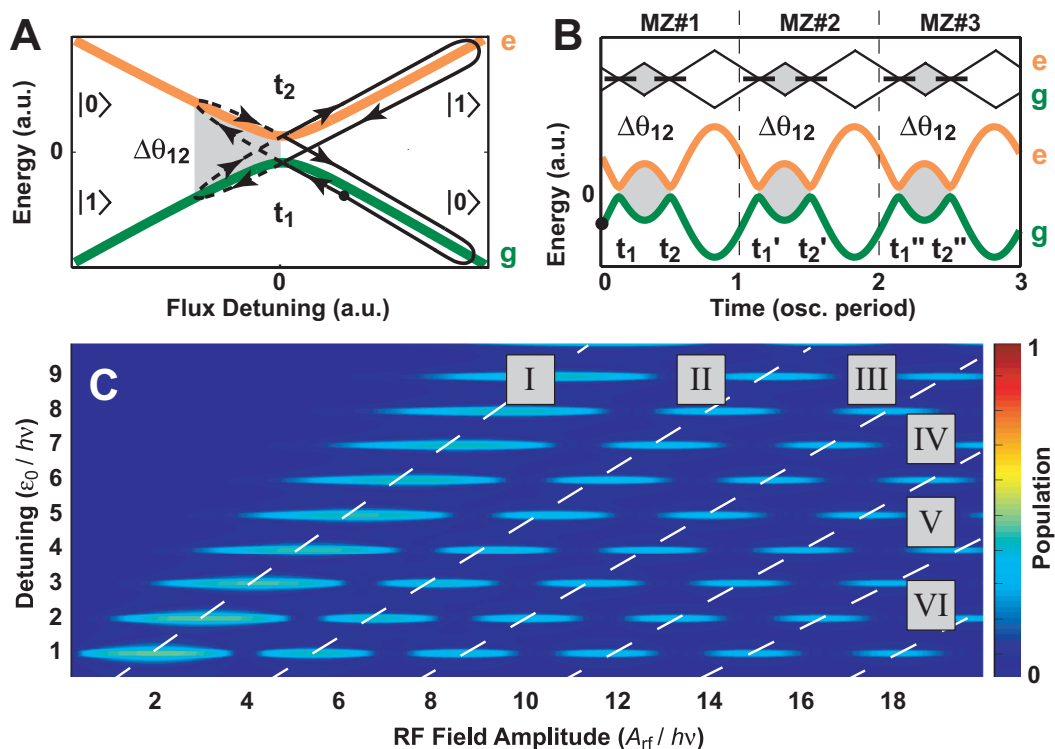 A
e
t₂
|0⟩
|1⟩
Δθ₁₂
|1⟩
|0⟩
t₁
g
Energy (a.u.)
0
0
Flux Detuning (a.u.)
B
MZ#1 MZ#2 MZ#3
e
g
Δθ₁₂ Δθ₁₂ Δθ₁₂
e
g
t₁ t₂ t₁' t₂' t₁" t₂"
Energy (a.u.)
0
0 1 2 3
Time (osc. period)
C
I II III
IV
V
VI
Detuning (ε₀ / hν)
9
8
7
6
5
4
3
2
1
2 4 6 8 10 12 14 16 18
RF Field Amplitude (A_rf / hν)
1
Population
0